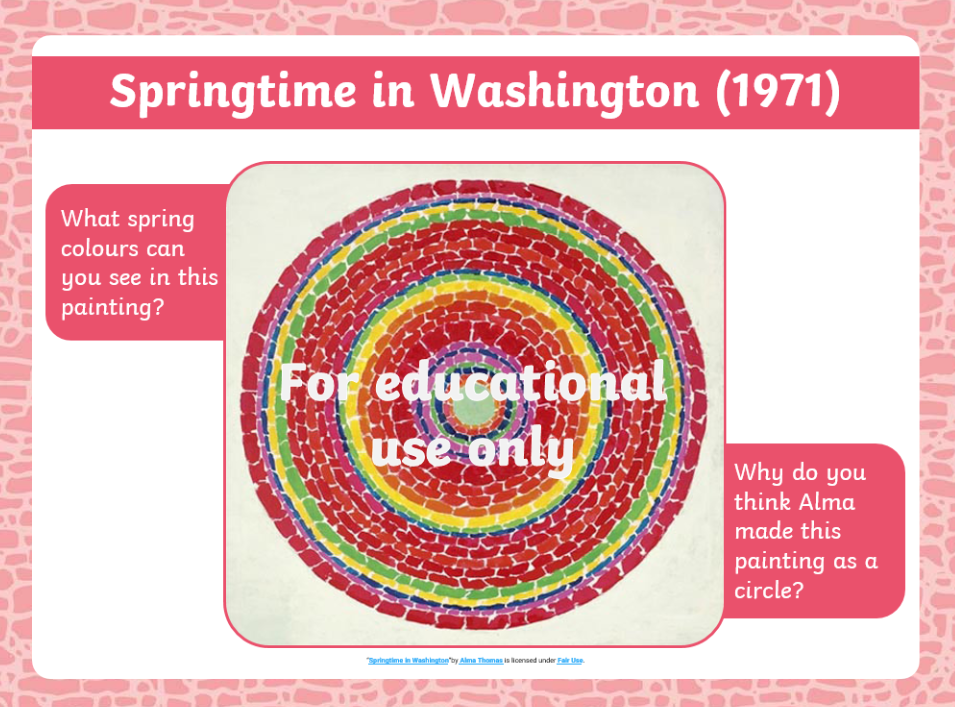 Springtime in Washington (1971)
What spring
colours can
you see in this
painting?
For educational
use only
Why do you
think Alma
made this
painting as a
circle?
"Springtime in Washington"by Alma Thomas is licensed under Fair Use.